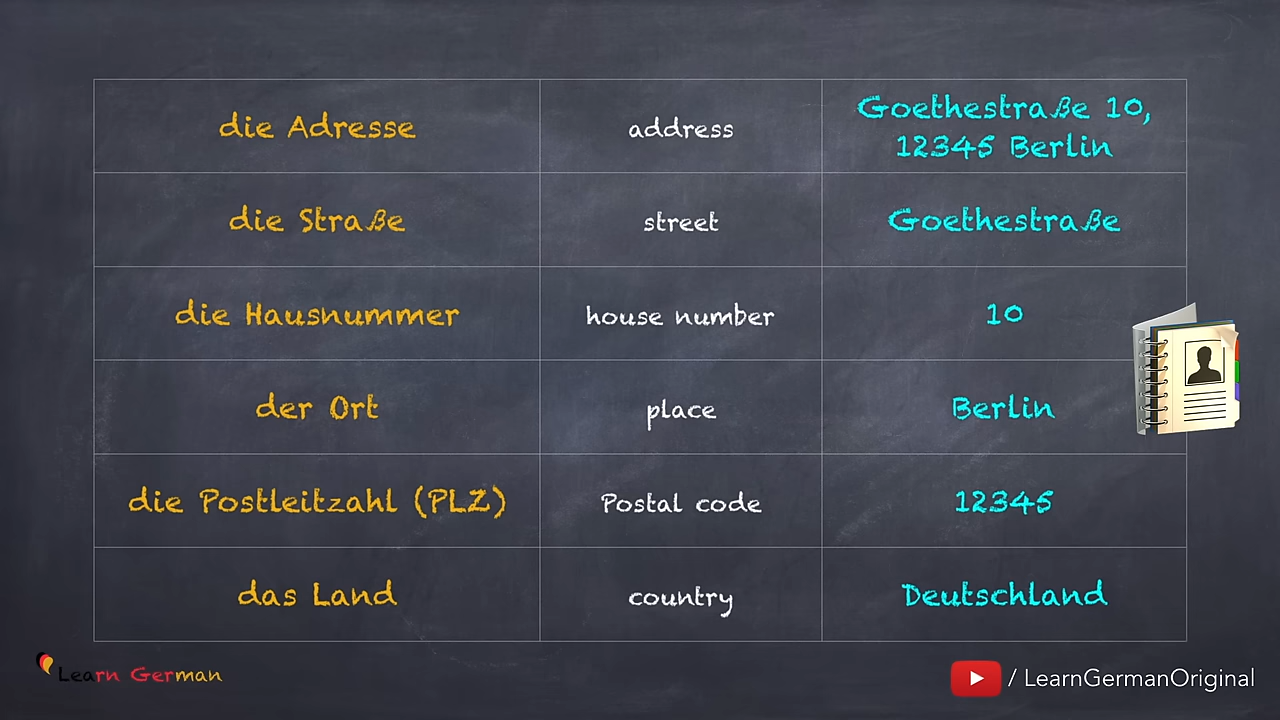 die Adresse address Goethestraße 10,
12345 Berlin
die Straße street Goethestraße
die Hausnummer house number 10
der Ort place Berlin
die Postleitzahl (PLZ) Postal code 12345
das Land country Deutschland
Learn German
/ LearnGermanOriginal